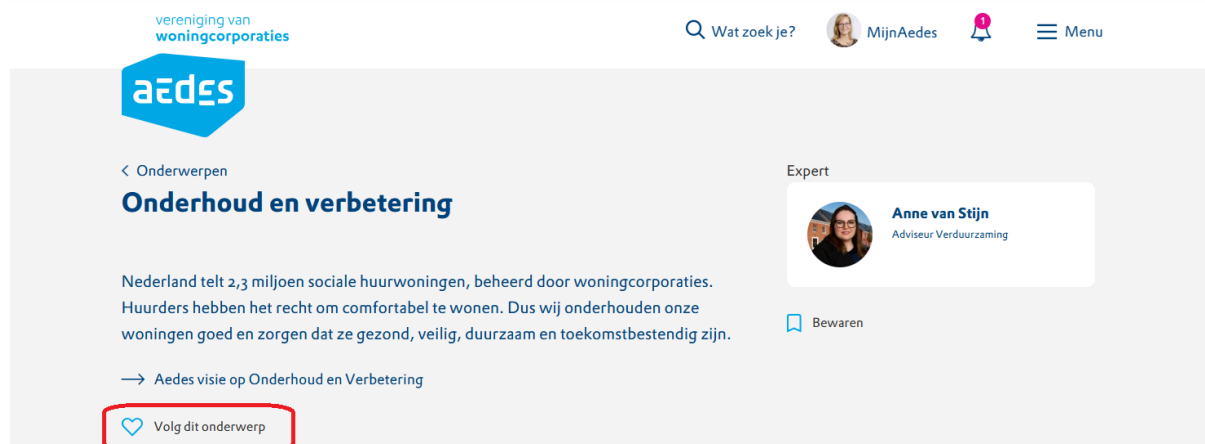 vereniging van
woningcorporaties
aedes
Wat zoek je?
MijnAedes
1
Menu
Onderwerpen
Onderhoud en verbetering
Nederland telt 2,3 miljoen sociale huurwoningen, beheerd door woningcorporaties.
Huurders hebben het recht om comfortabel te wonen. Dus wij onderhouden onze
woningen goed en zorgen dat ze gezond, veilig, duurzaam en toekomstbestendig zijn.
Aedes visie op Onderhoud en Verbetering
Volg dit onderwerp
Expert
Anne van Stijn
Adviseur Verduurzaming
Bewaren